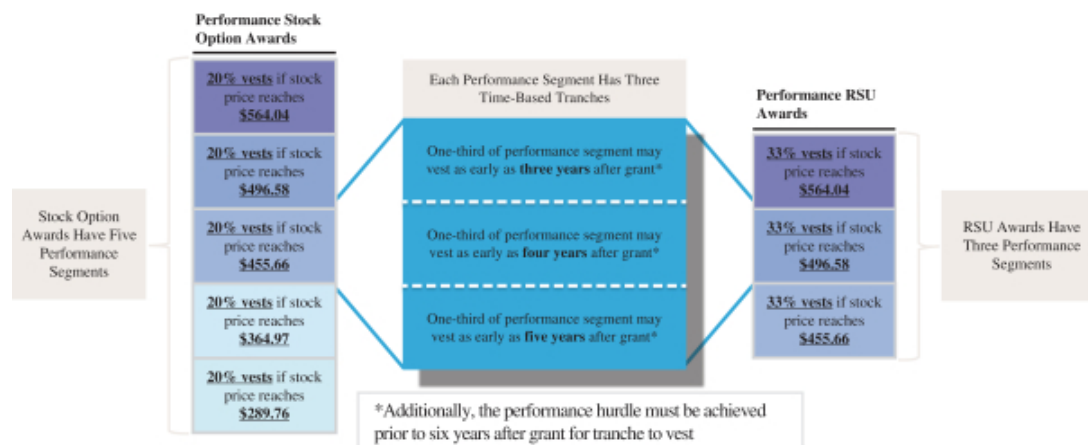 Performance Stock
Option Awards
20% vests if stock
price reaches
$564.04
20% vests if stock
price reaches
$496.58
20% vests if stock
price reaches
$455.66
20% vests if stock
price reaches
$364.97
20% vests if stock
price reaches
$289.76
Stock Option
Awards Have Five
Performance
Segments
Each Performance Segment Has Three
Time-Based Tranches
One-third of performance segment may
vest as early as three years after grant*
One-third of performance segment may
vest as early as four years after grant*
One-third of performance segment may
vest as early as five years after grant*
*Additionally, the performance hurdle must be achieved
prior to six years after grant for tranche to vest
Performance RSU
Awards
33% vests if stock
price reaches
$564.04
33% vests if stock
price reaches
$496.58
33% vests if stock
price reaches
$455.66
RSU Awards Have
Three Performance
Segments